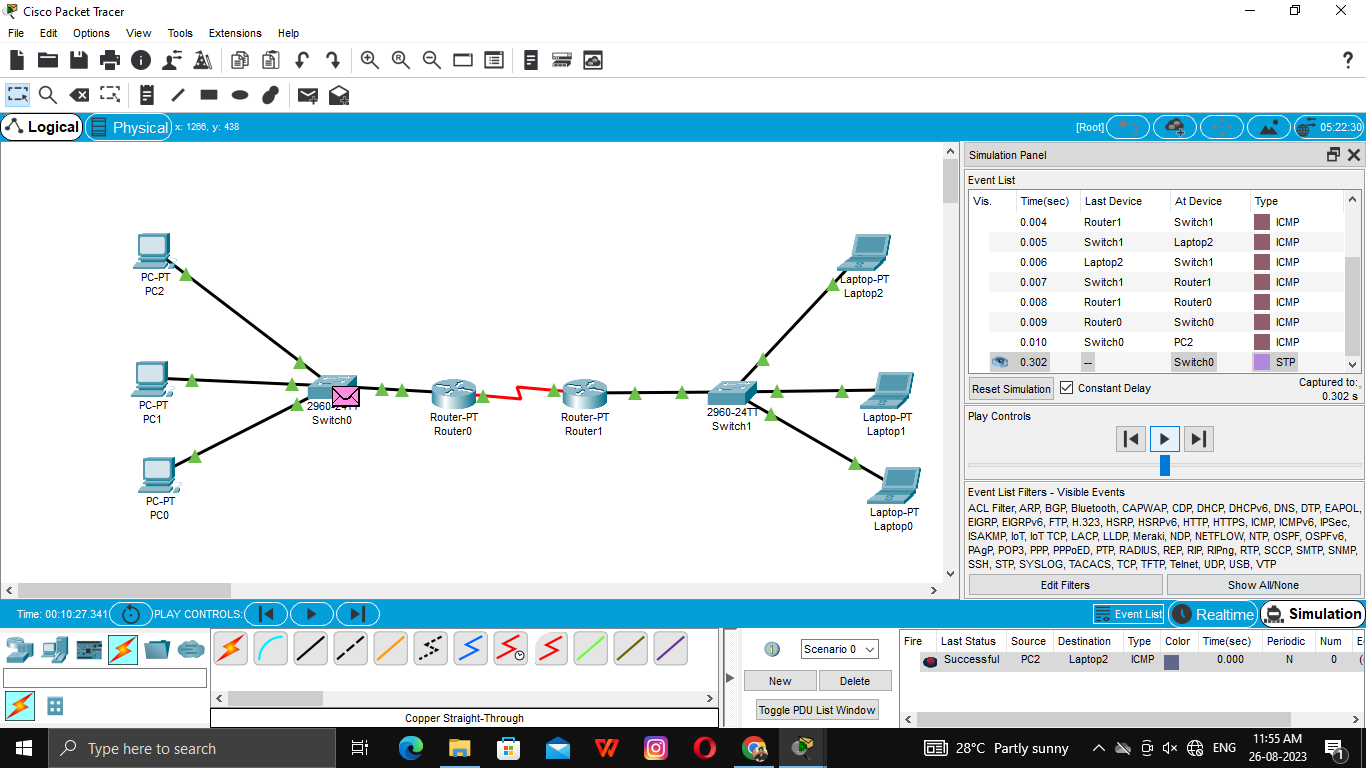 Cisco Packet Tracer
File Edit Options View Tools Extensions Help
Logical Physical x: 1266, y: 438 [Root] 05:22:30
PC-PT
PC2
PC-PT
PC1
PC-PT
PC0
2960-24TT
Switch0
Router-PT
Router0
Router-PT
Router1
2960-24TT
Switch1
Laptop-PT
Laptop2
Laptop-PT
Laptop1
Laptop-PT
Laptop0
Simulation Panel
Event List
Vis. Time(sec) Last Device At Device Type
0.004 Router1 Switch1 ICMP
0.005 Switch1 Laptop2 ICMP
0.006 Laptop2 Switch1 ICMP
0.007 Switch1 Router1 ICMP
0.008 Router1 Router0 ICMP
0.009 Router0 Switch0 ICMP
0.010 Switch0 PC2 ICMP
0.302 -- Switch0 STP
Reset Simulation Constant Delay Captured to:
0.302 s
Play Controls
Event List Filters - Visible Events
ACL Filter, ARP, BGP, Bluetooth, CAPWAP, CDP, DHCP, DHCPv6, DNS, DTP, EAPOL,
EIGRP, EIGRPv6, FTP, H.323, HSRP, HSRPv6, HTTP, HTTPS, ICMP, ICMPv6, IPSec,
ISAKMP, IoT, IoT TCP, LACP, LLDP, Meraki, NDP, NETFLOW, NTP, OSPF, OSPFv6,
PAgP, POP3, PPP, PPPoED, PTP, RADIUS, REP, RIP, RIPng, RTP, SCCP, SMTP, SNMP,
SSH, STP, SYSLOG, TACACS, TCP, TFTP, Telnet, UDP, USB, VTP
Edit Filters Show All/None
Time: 00:10:27.341 PLAY CONTROLS: Event List Realtime Simulation
Copper Straight-Through
Scenario 0
New Delete
Toggle PDU List Window
Fire Last Status Source Destination Type Color Time(sec) Periodic Num E
Successful PC2 Laptop2 ICMP 0.000 N 0 (
Type here to search
28°C Partly sunny ENG 11:55 AM
26-08-2023
1